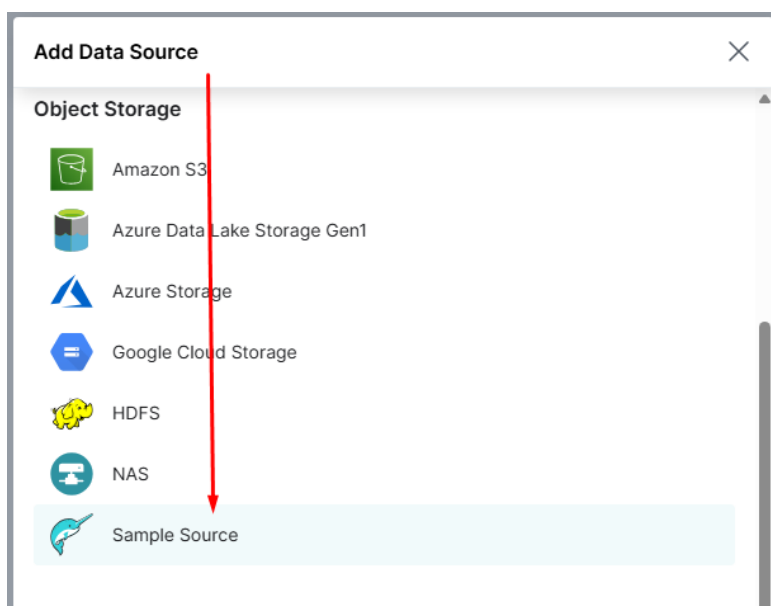 Add Data Source
Object Storage
Amazon S3
Azure Data Lake Storage Gen1
Azure Storage
Google Cloud Storage
HDFS
NAS
Sample Source